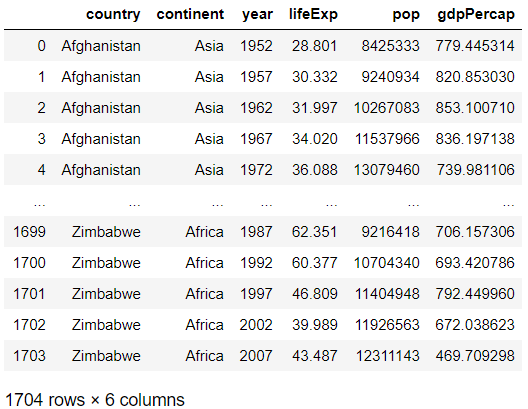 country continent year lifeExp pop gdpPercap
0 Afghanistan Asia 1952 28.801 8425333 779.445314
1 Afghanistan Asia 1957 30.332 9240934 820.853030
2 Afghanistan Asia 1962 31.997 10267083 853.100710
3 Afghanistan Asia 1967 34.020 11537966 836.197138
4 Afghanistan Asia 1972 36.088 13079460 739.981106
... ... ... ... ... ... ...
1699 Zimbabwe Africa 1987 62.351 9216418 706.157306
1700 Zimbabwe Africa 1992 60.377 10704340 693.420786
1701 Zimbabwe Africa 1997 46.809 11404948 792.449960
1702 Zimbabwe Africa 2002 39.989 11926563 672.038623
1703 Zimbabwe Africa 2007 43.487 12311143 469.709298
1704 rows × 6 columns